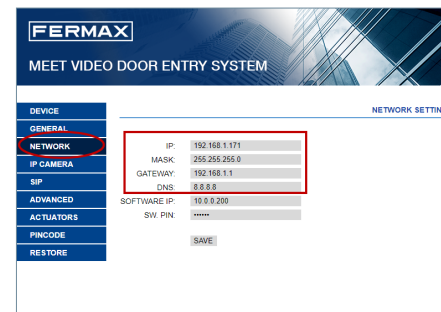 FERMAX
MEET VIDEO DOOR ENTRY SYSTEM
NETWORK SETTIN
DEVICE
GENERAL
NETWORK
IP CAMERA
SIP
ADVANCED
ACTUATORS
PINCODE
RESTORE
IP: 192.168.1.171
MASK: 255.255.255.0
GATEWAY: 192.168.1.1
DNS: 8.8.8.8
SOFTWARE IP: 10.0.0.200
SW. PIN: ••••••
SAVE